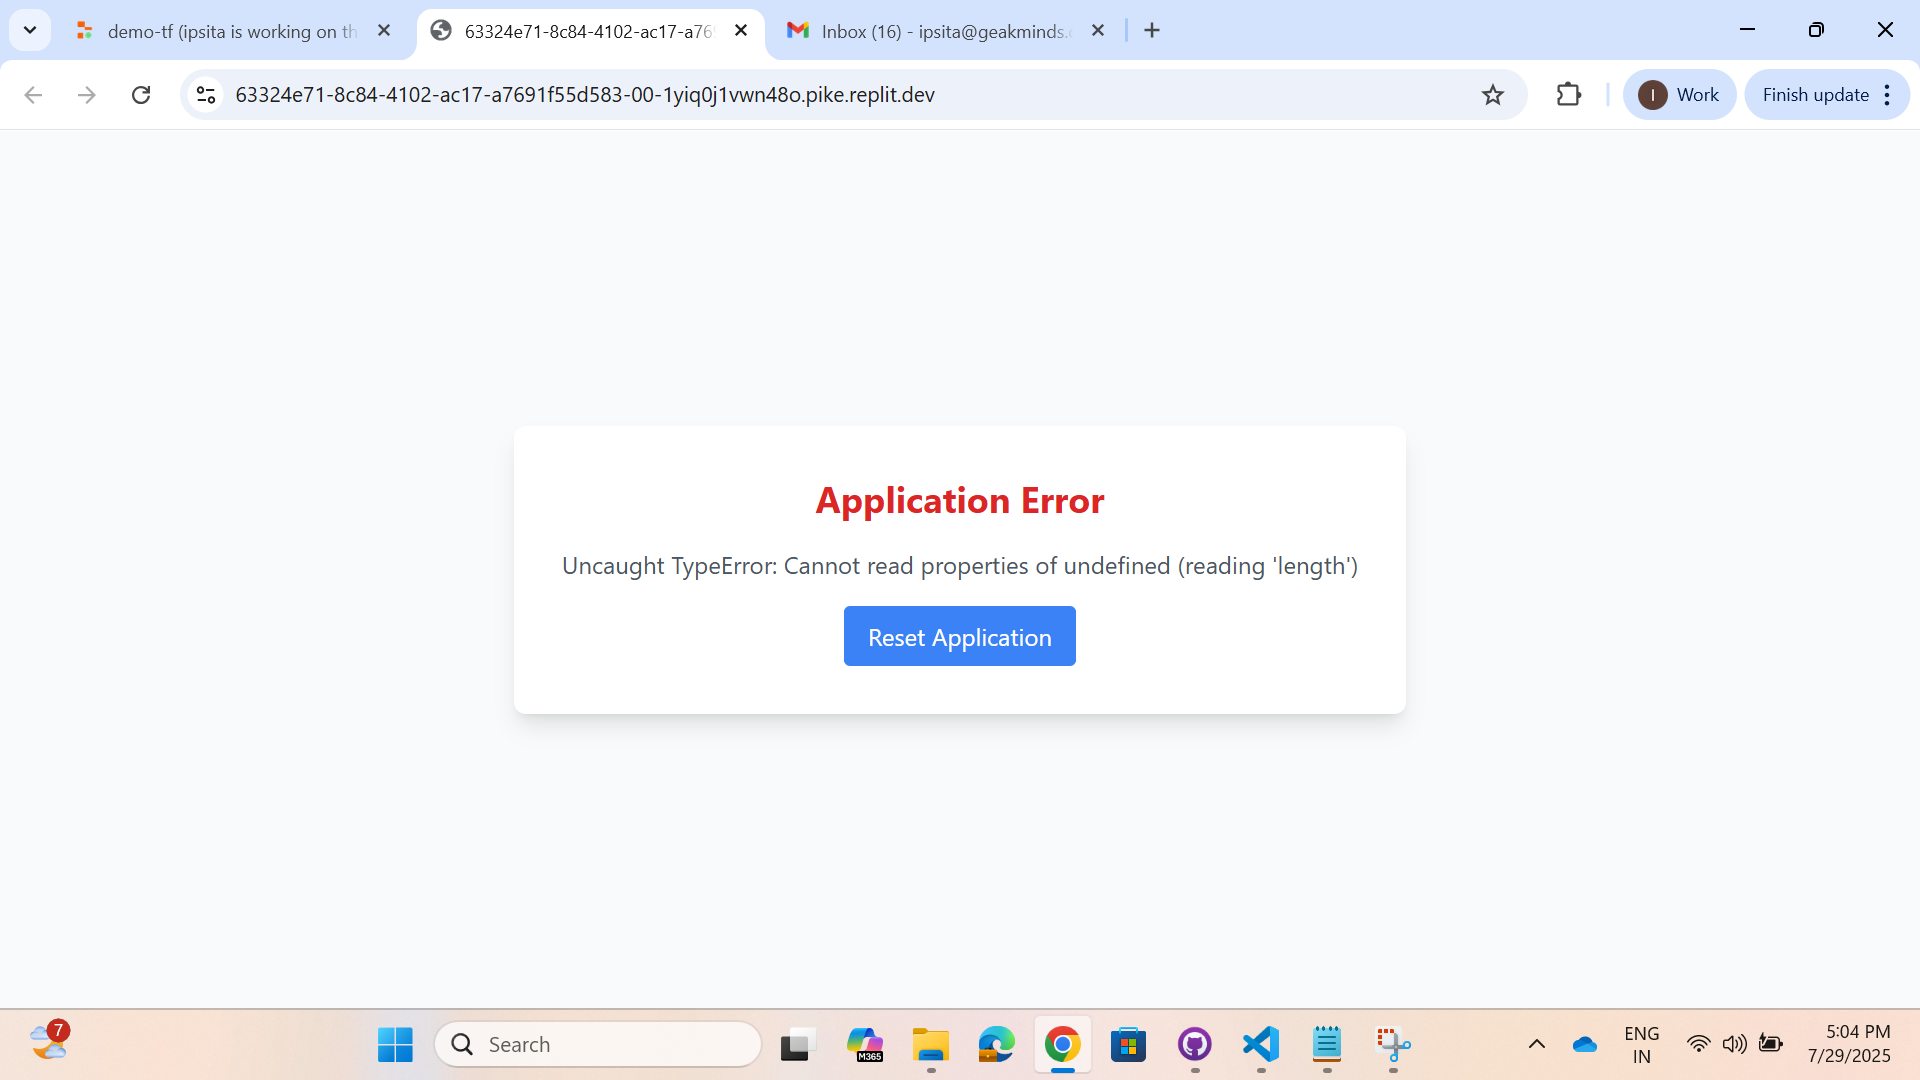 demo-tf (ipsita is working on th
63324e71-8c84-4102-ac17-a769
Inbox (16) - ipsita@geakminds.c
63324e71-8c84-4102-ac17-a7691f55d583-00-1yiq0j1vwn48o.pike.replit.dev
I
Work
Finish update
Application Error
Uncaught TypeError: Cannot read properties of undefined (reading 'length')
Reset Application
7
Search
M365
ENG
IN
5:04 PM
7/29/2025